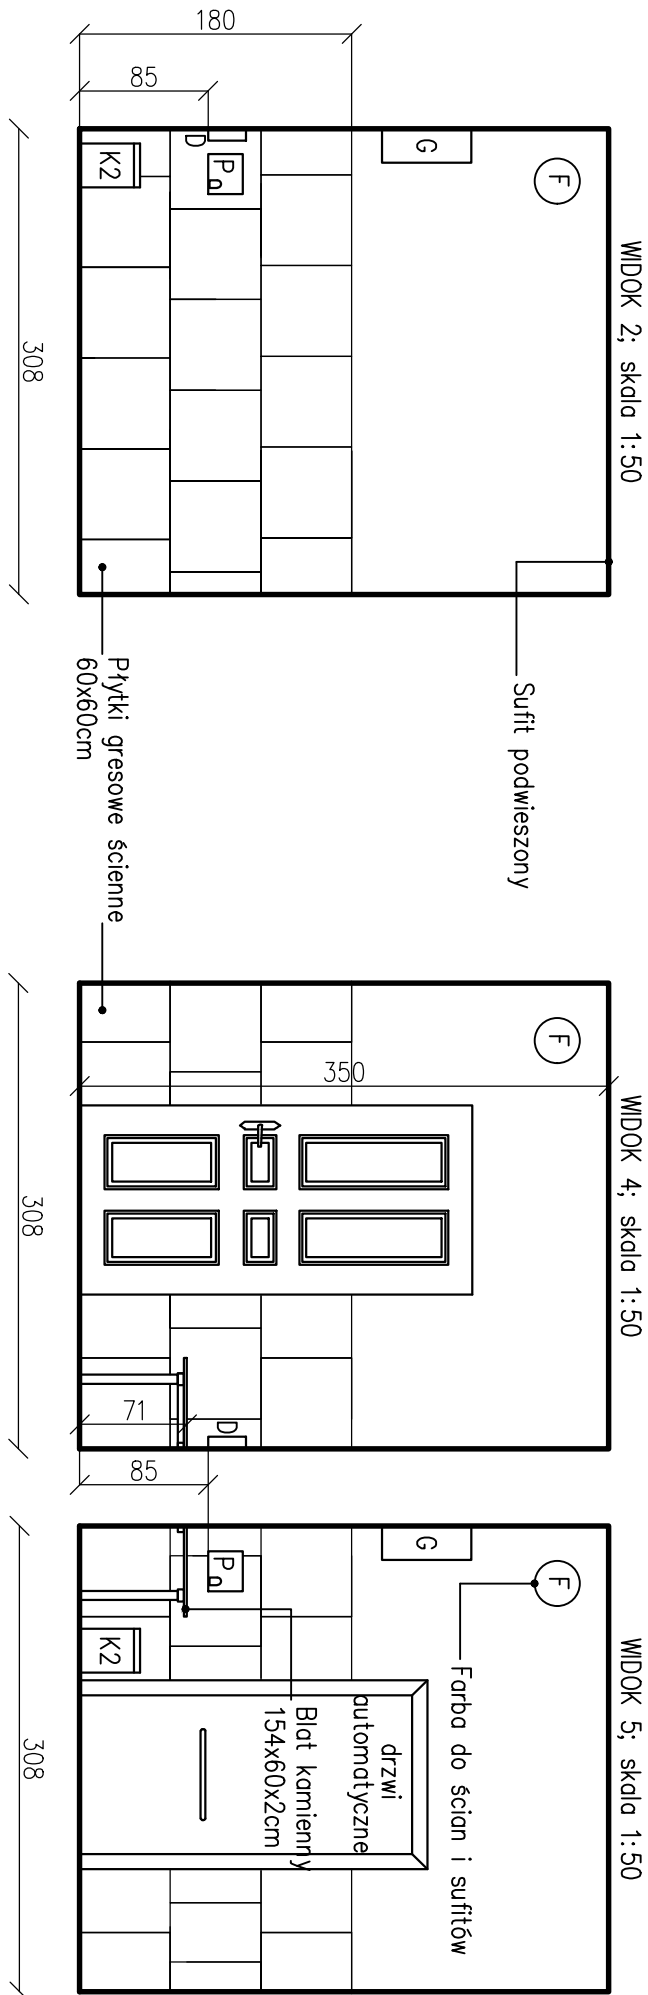 WIDOK 2; skala 1:50
F
G
180
85
D
P
K2
308
Sufit podwieszony
Płytki gresowe ścienne
60x60cm
WIDOK 4; skala 1:50
F
350
71
D
85
308
WIDOK 5; skala 1:50
F
G
P
K2
Farba do ścian i sufitów
drzwi
automatyczne
Blat kamienny
154x60x2cm
308